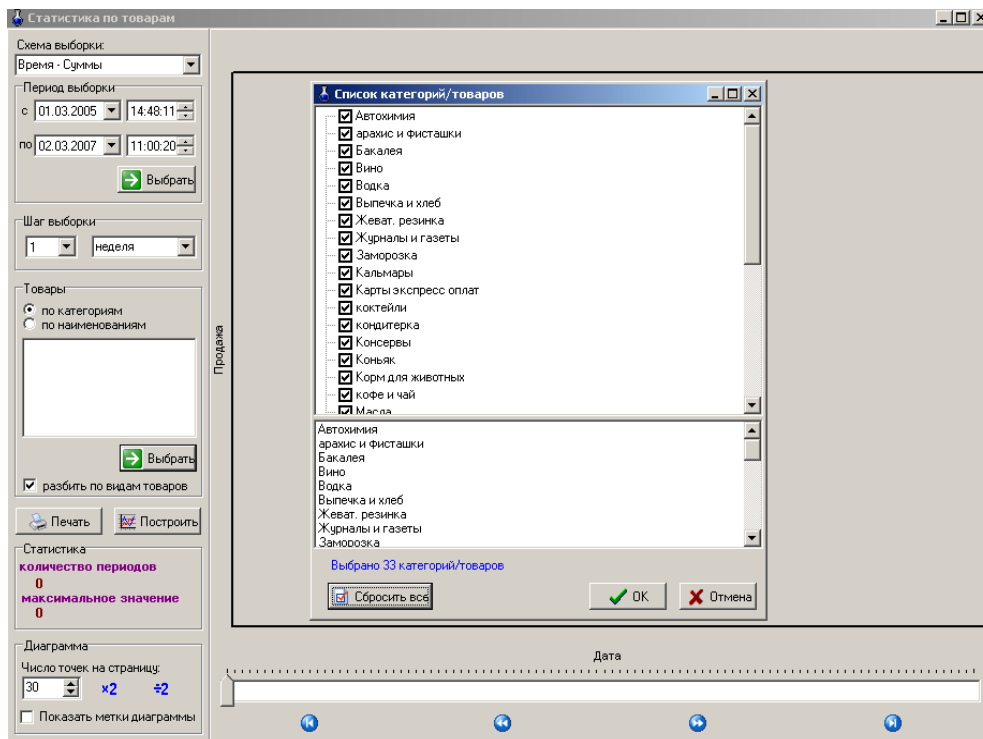 Статистика по товарам
Схема выборки:
Время - Суммы
Период выборки
с 01.03.2005 14:48:11
по 02.03.2007 11:00:20
Выбрать
Шаг выборки
1 неделя
Товары
по категориям
по наименованиям
Выбрать
разбить по видам товаров
Печать Построить
Статистика
количество периодов
0
максимальное значение
0
Диаграмма
Число точек на страницу:
30 ×2 ÷2
Показать метки диаграммы
Продажа
Список категорий/товаров
Автохимия
арахис и фисташки
Бакалея
Вино
Водка
Выпечка и хлеб
Жеват. резинка
Журналы и газеты
Заморозка
Кальмары
Карты экспресс оплат
коктейли
кондитерка
Консервы
Коньяк
Корм для животных
кофе и чай
Масла
Автохимия
арахис и фисташки
Бакалея
Вино
Водка
Выпечка и хлеб
Жеват. резинка
Журналы и газеты
Заморозка
Выбрано 33 категорий/товаров
Сбросить все OK Отмена
Дата